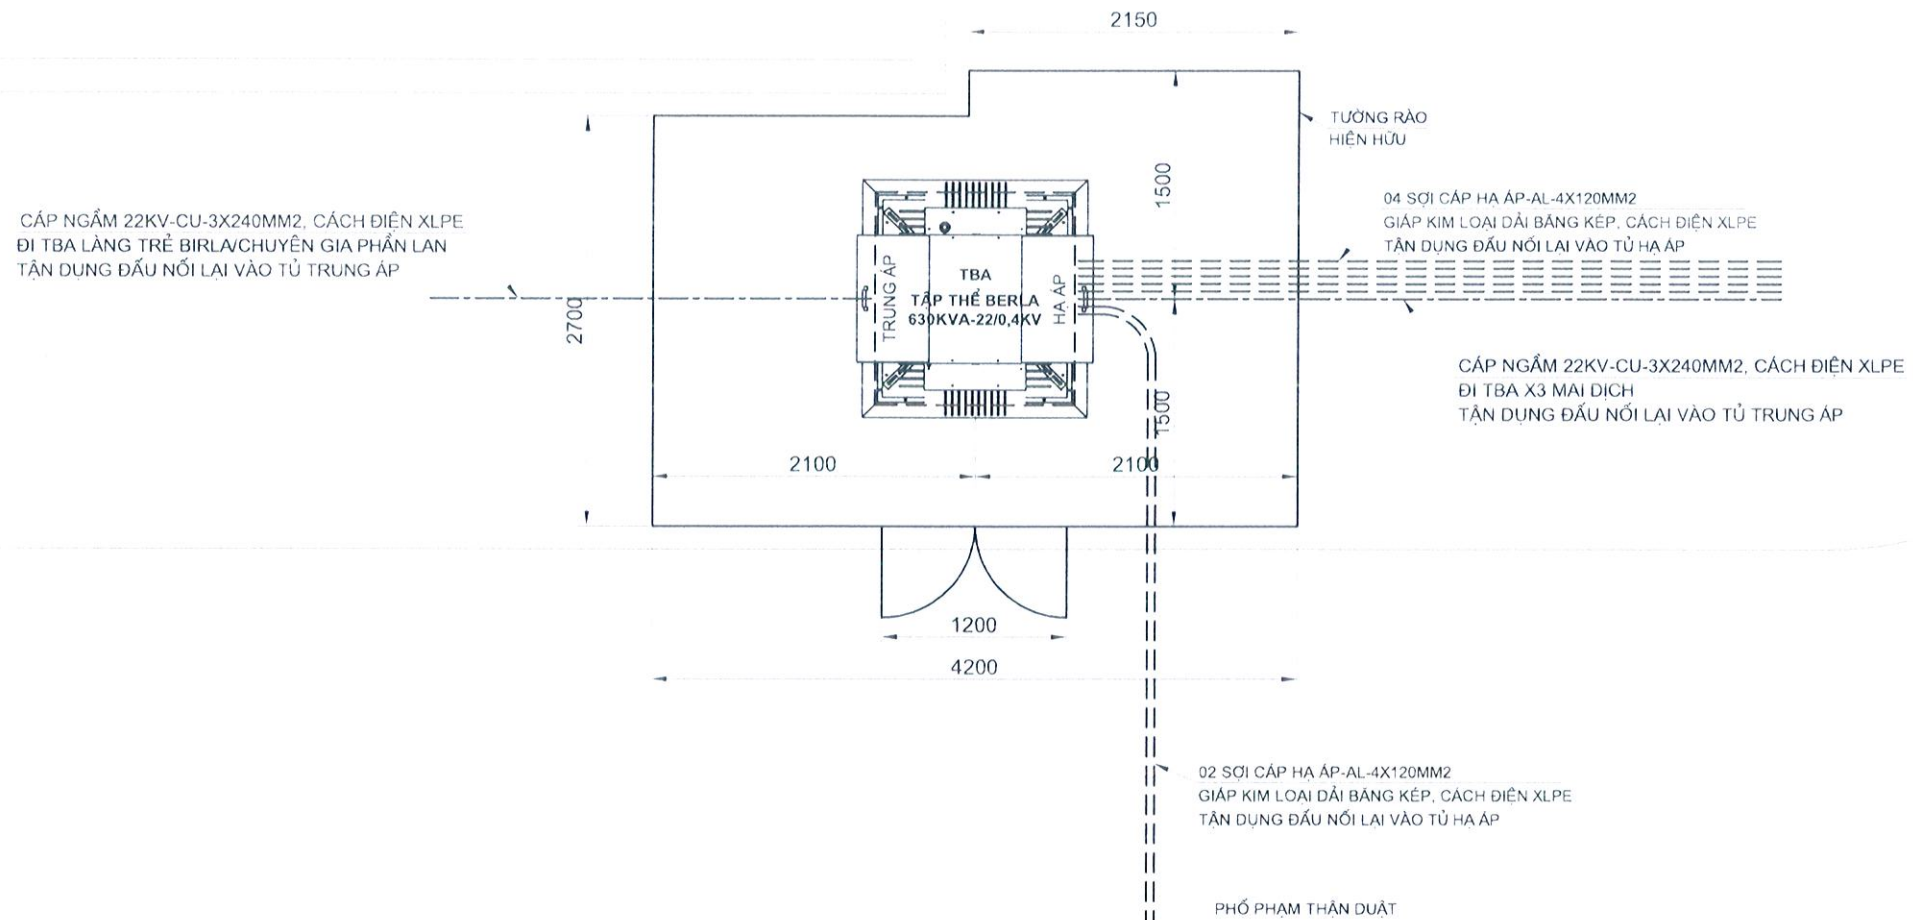 2150
TƯỜNG RÀO
HIỆN HỮU
1500
04 SỢI CÁP HẠ ÁP-AL-4X120MM2
GIÁP KIM LOẠI DẢI BĂNG KÉP, CÁCH ĐIỆN XLPE
TẬN DỤNG ĐẤU NỐI LẠI VÀO TỦ HẠ ÁP
CÁP NGẦM 22KV-CU-3X240MM2, CÁCH ĐIỆN XLPE
ĐI TBA LÀNG TRẺ BIRLA/CHUYÊN GIA PHẦN LAN
TẬN DỤNG ĐẤU NỐI LẠI VÀO TỦ TRUNG ÁP
2700
TRUNG ÁP
TBA
TẬP THỂ BERLA
630KVA-22/0,4KV
HẠ ÁP
CÁP NGẦM 22KV-CU-3X240MM2, CÁCH ĐIỆN XLPE
ĐI TBA X3 MAI DỊCH
TẬN DỤNG ĐẤU NỐI LẠI VÀO TỦ TRUNG ÁP
1500
2100
2100
1200
4200
02 SỢI CÁP HẠ ÁP-AL-4X120MM2
GIÁP KIM LOẠI DẢI BĂNG KÉP, CÁCH ĐIỆN XLPE
TẬN DỤNG ĐẤU NỐI LẠI VÀO TỦ HẠ ÁP
PHỐ PHẠM THẬN DUẬT